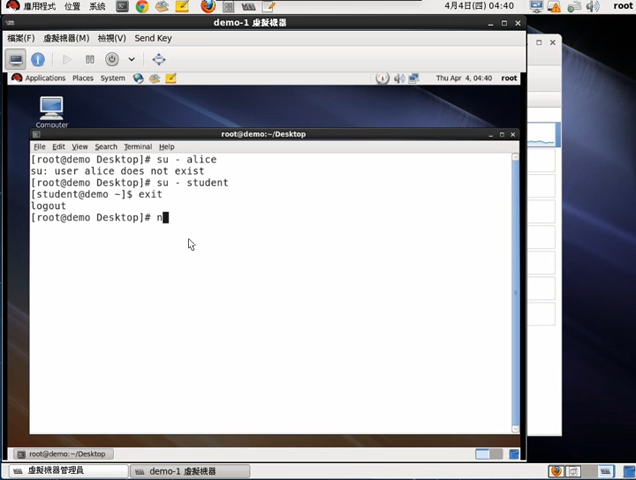 應用程式 位置 系統 4月4日(四) 04:40 root
demo-1 虛擬機器
檔案(F) 虛擬機器(M) 檢視(V) Send Key
Applications Places System Thu Apr 4, 04:40 root
Computer
root@demo:~/Desktop
File Edit View Search Terminal Help
[root@demo Desktop]# su - alice
su: user alice does not exist
[root@demo Desktop]# su - student
[student@demo ~]$ exit
logout
[root@demo Desktop]# n
root@demo:~/Desktop
虛擬機器管理員 demo-1 虛擬機器